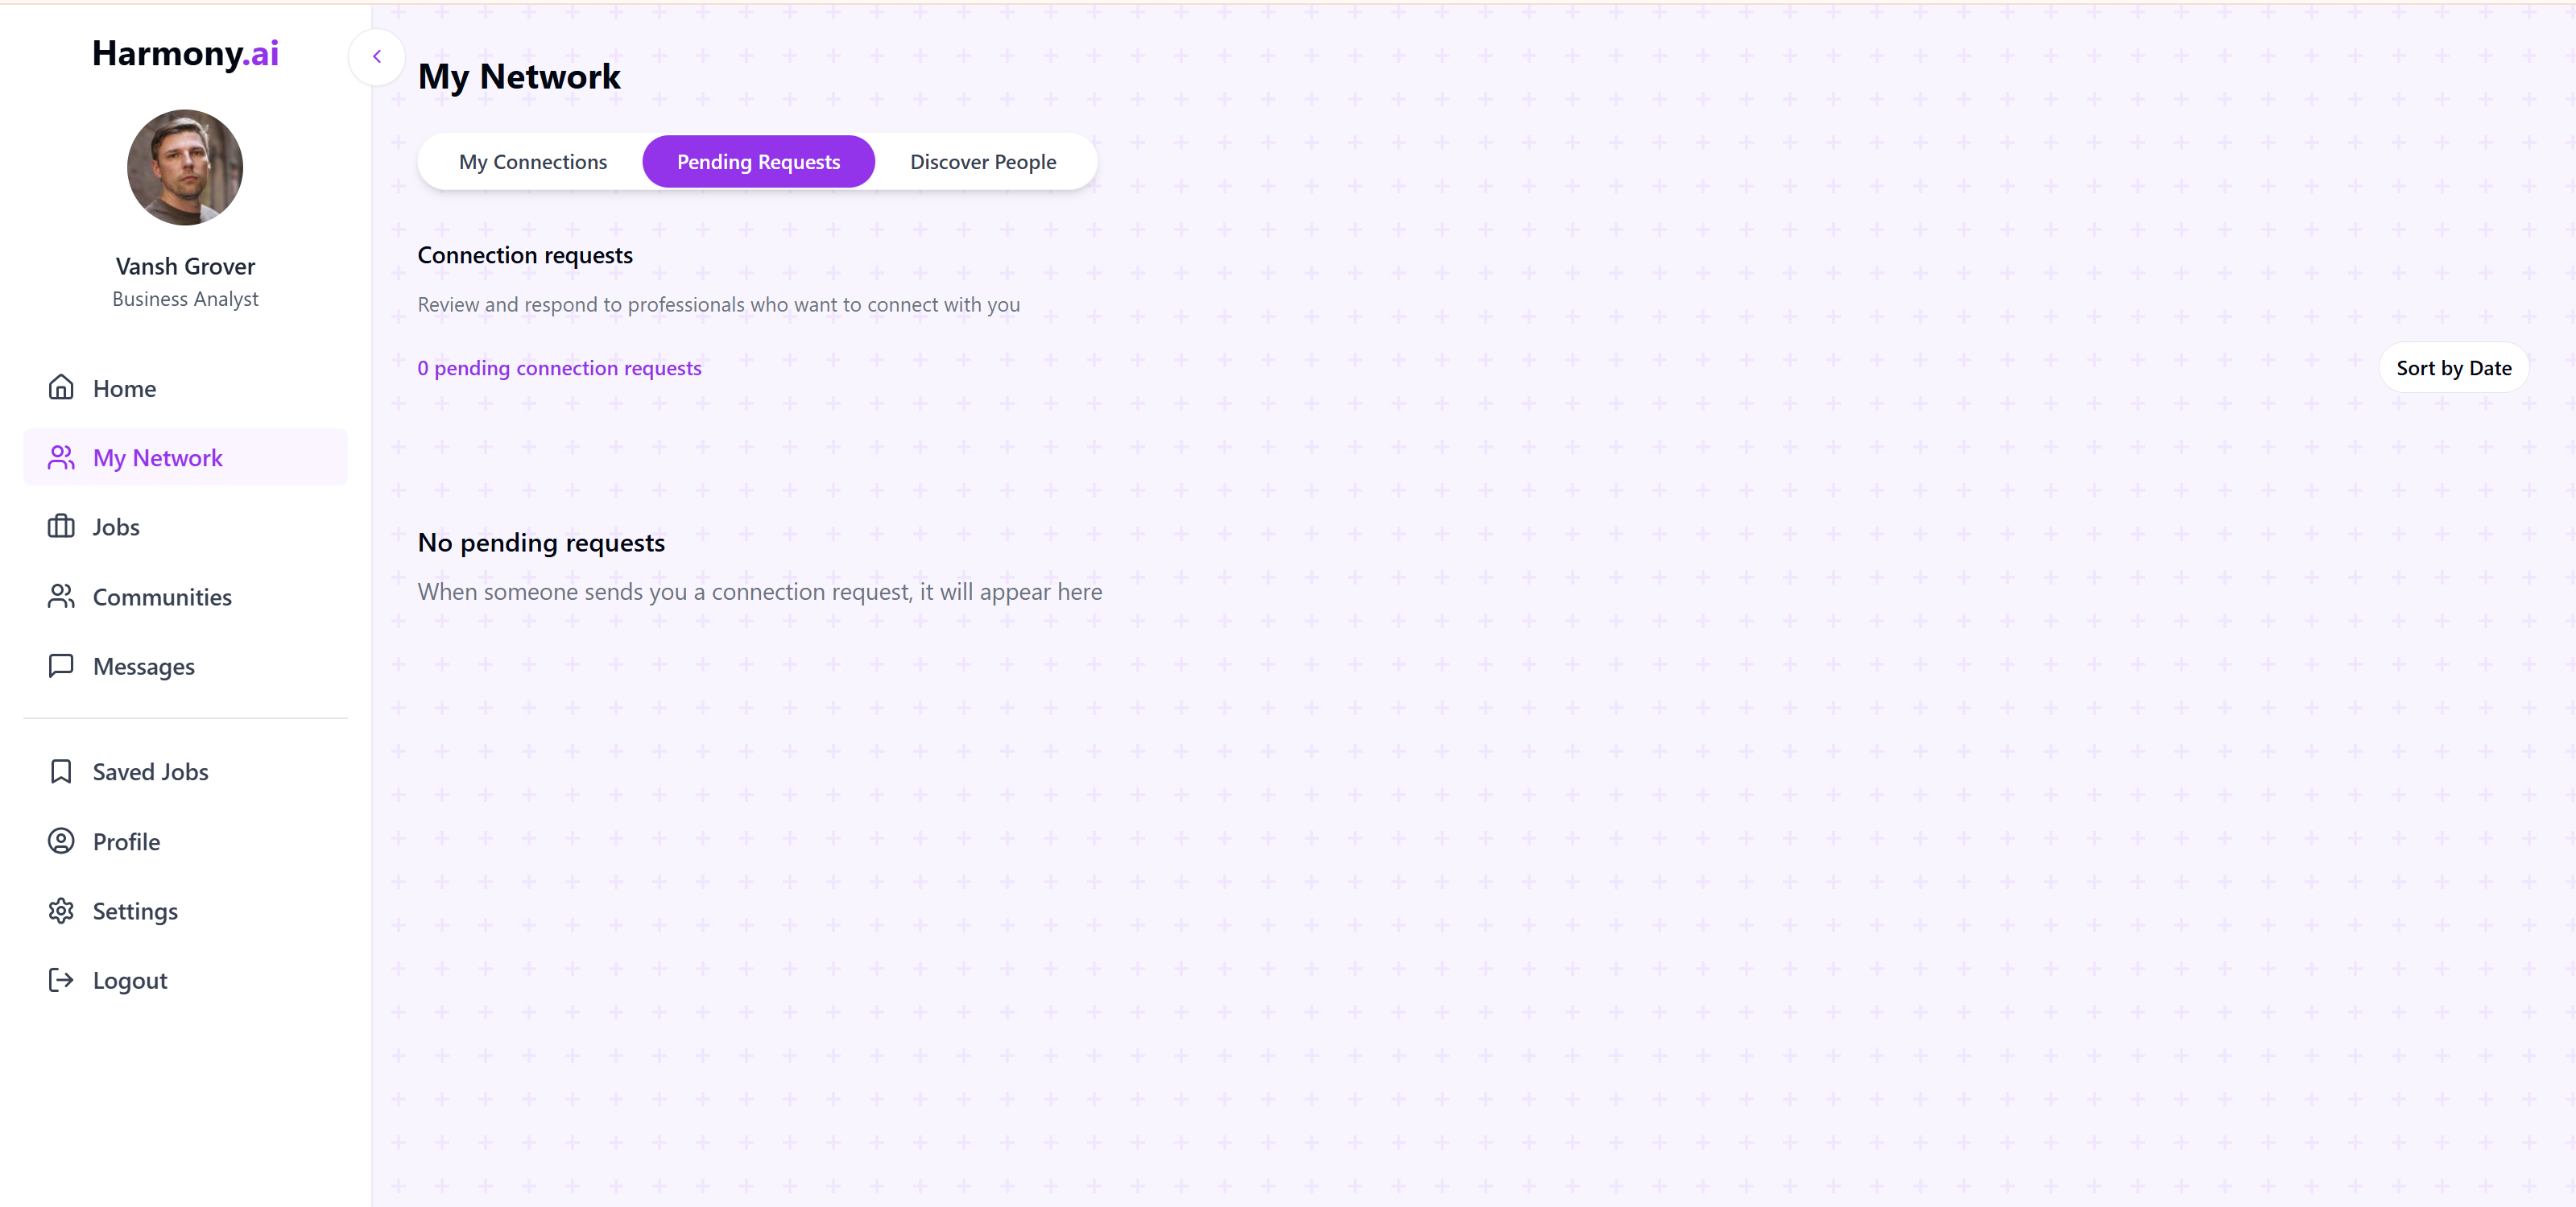 Harmony.ai
Vansh Grover
Business Analyst
Home
My Network
Jobs
Communities
Messages
Saved Jobs
Profile
Settings
Logout
My Network
My Connections
Pending Requests
Discover People
Connection requests
Review and respond to professionals who want to connect with you
0 pending connection requests
Sort by Date
No pending requests
When someone sends you a connection request, it will appear here